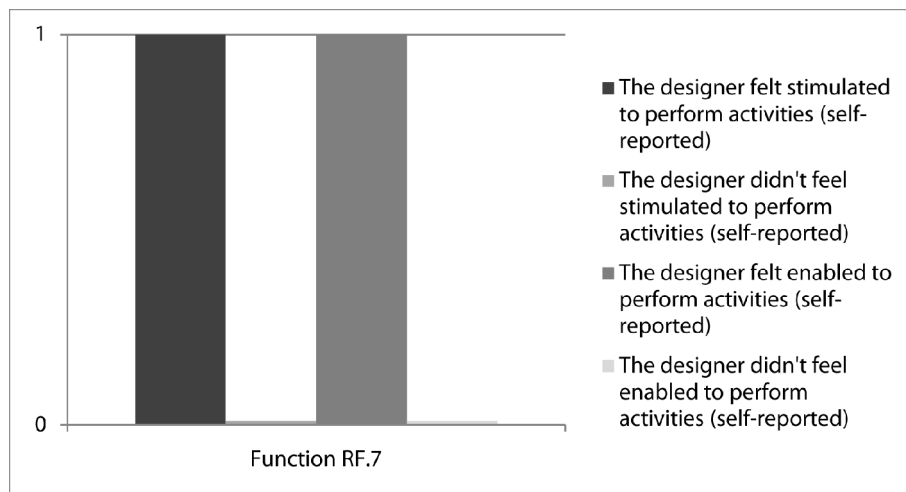 1
0
Function RF.7
The designer felt stimulated
to perform activities (self-
reported)
The designer didn't feel
stimulated to perform
activities (self-reported)
The designer felt enabled to
perform activities (self-
reported)
The designer didn't feel
enabled to perform
activities (self-reported)